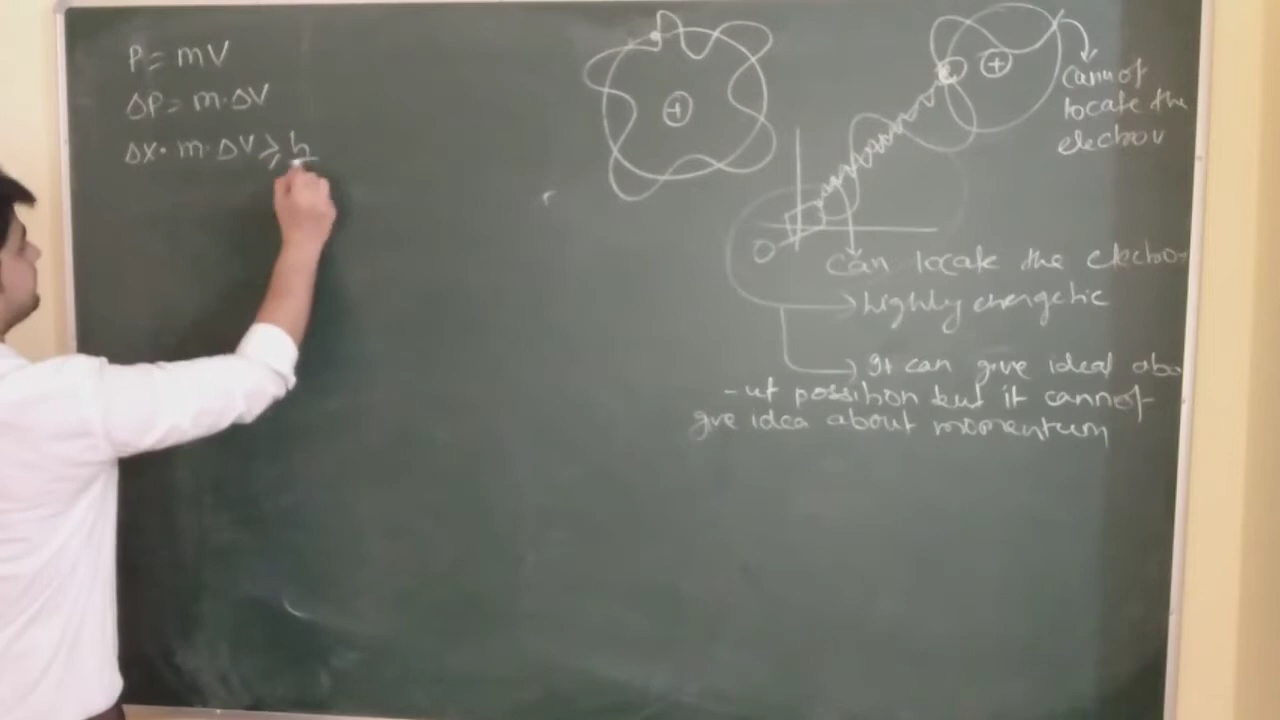 P = mV
ΔP = m·ΔV
Δx· m·ΔV ≥ h
+
e
+
cannot
locate the
electron
can locate the electron
→ highly energetic
→ It can give ideal abo
-ut possition but it cannot
give idea about momentum